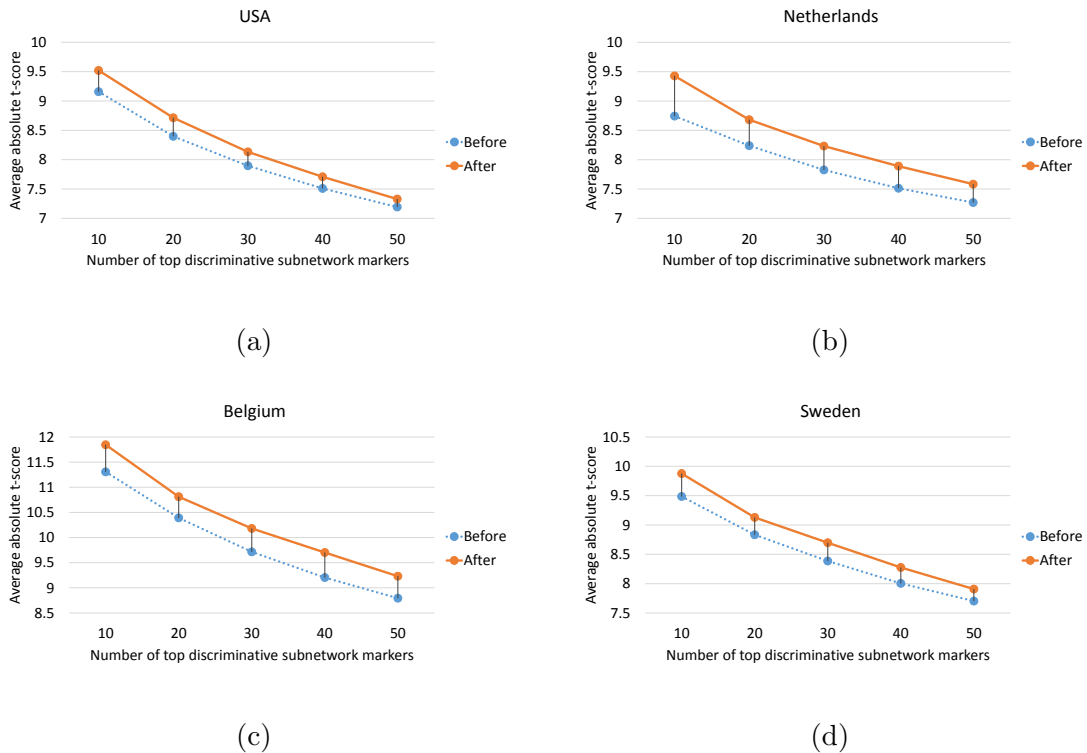 USA
Average absolute t-score
10
9.5
9
8.5
8
7.5
7
10 20 30 40 50
Number of top discriminative subnetwork markers
Before
After
(a)
Netherlands
Average absolute t-score
10
9.5
9
8.5
8
7.5
7
10 20 30 40 50
Number of top discriminative subnetwork markers
Before
After
(b)
Belgium
Average absolute t-score
12
11.5
11
10.5
10
9.5
9
8.5
10 20 30 40 50
Number of top discriminative subnetwork markers
Before
After
(c)
Sweden
Average absolute t-score
10.5
10
9.5
9
8.5
8
7.5
10 20 30 40 50
Number of top discriminative subnetwork markers
Before
After
(d)